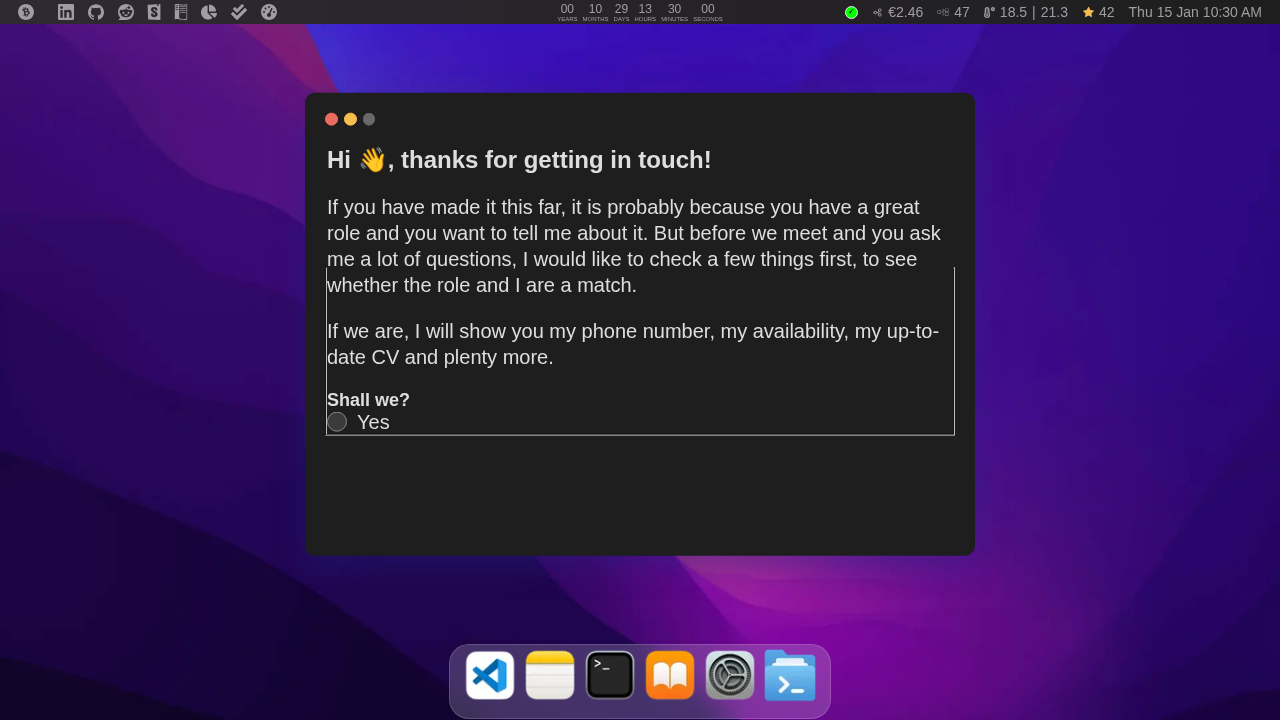 00 10 29 13 30 00
YEARS MONTHS DAYS HOURS MINUTES SECONDS
€2.46 47 18.5 | 21.3 42 Thu 15 Jan 10:30 AM
Hi 👋, thanks for getting in touch!
If you have made it this far, it is probably because you have a great
role and you want to tell me about it. But before we meet and you ask
me a lot of questions, I would like to check a few things first, to see
whether the role and I are a match.
If we are, I will show you my phone number, my availability, my up-to-
date CV and plenty more.
Shall we?
Yes